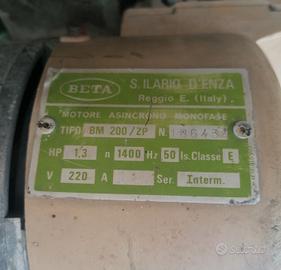 BETA
S. ILARIO D'ENZA
Reggio E. (Italy).
MOTORE ASINCRONO MONOFASE
TIPO BM 200/ZP N.
HP 1,3 n 1400 Hz 50 Is. Classe E
V 220 A Ser. Interm.
subito